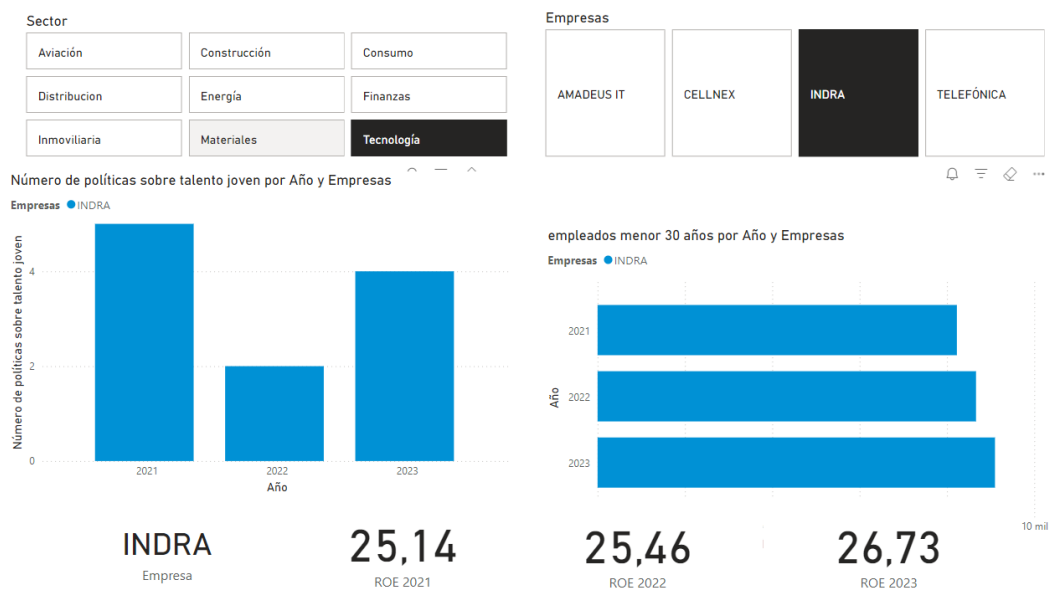 Sector
Aviación
Construcción
Consumo
Distribucion
Energía
Finanzas
Inmoviliaria
Materiales
Tecnología
Empresas
AMADEUS IT
CELLNEX
INDRA
TELEFÓNICA
Número de políticas sobre talento joven por Año y Empresas
Empresas INDRA
Número de políticas sobre talento joven
4
2
0
2021
2022
2023
Año
empleados menor 30 años por Año y Empresas
Empresas INDRA
Año
2021
2022
2023
10 mil
INDRA
Empresa
25,14
ROE 2021
25,46
ROE 2022
26,73
ROE 2023